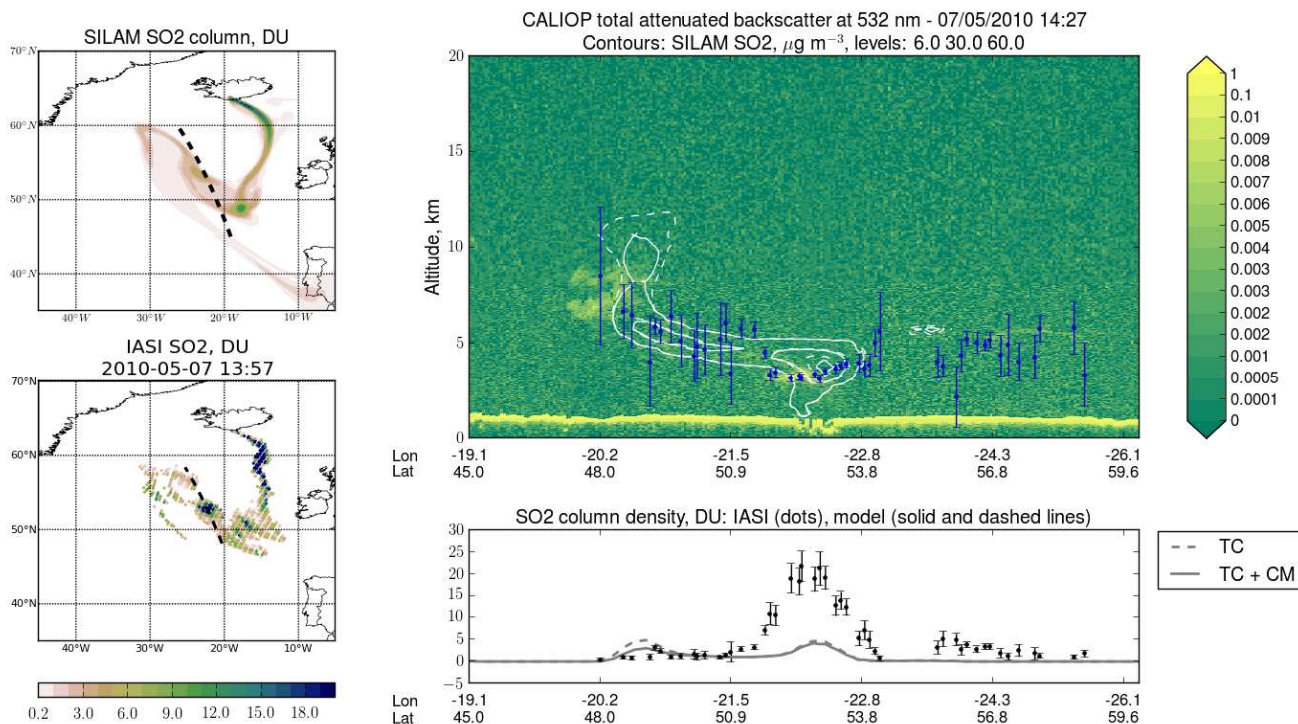 SILAM SO2 column, DU
70°N
60°N
50°N
40°N
40°W 30°W 20°W 10°W
IASI SO2, DU
2010-05-07 13:57
70°N
60°N
50°N
40°N
40°W 30°W 20°W 10°W
0.2 3.0 6.0 9.0 12.0 15.0 18.0
CALIOP total attenuated backscatter at 532 nm - 07/05/2010 14:27
Contours: SILAM SO2, μg m⁻³, levels: 6.0 30.0 60.0
Altitude, km
20
15
10
5
0
Lon -19.1 -20.2 -21.5 -22.8 -24.3 -26.1
Lat 45.0 48.0 50.9 53.8 56.8 59.6
1
0.1
0.01
0.009
0.008
0.007
0.006
0.005
0.004
0.003
0.002
0.001
0.0005
0.0001
0
SO2 column density, DU: IASI (dots), model (solid and dashed lines)
30
25
20
15
10
5
0
−5
Lon -19.1 -20.2 -21.5 -22.8 -24.3 -26.1
Lat 45.0 48.0 50.9 53.8 56.8 59.6
TC
TC + CM